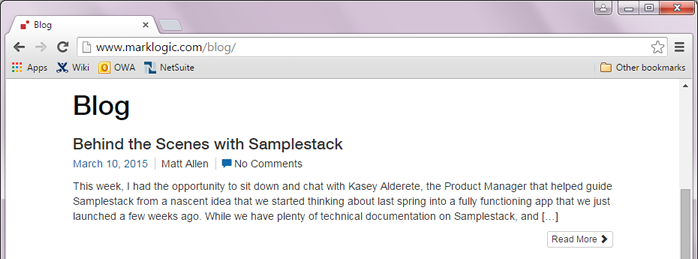 Blog
www.marklogic.com/blog/
Apps Wiki OWA NetSuite Other bookmarks
Blog
Behind the Scenes with Samplestack
March 10, 2015 | Matt Allen | No Comments
This week, I had the opportunity to sit down and chat with Kasey Alderete, the Product Manager that helped guide
Samplestack from a nascent idea that we started thinking about last spring into a fully functioning app that we just
launched a few weeks ago. While we have plenty of technical documentation on Samplestack, and […]
Read More